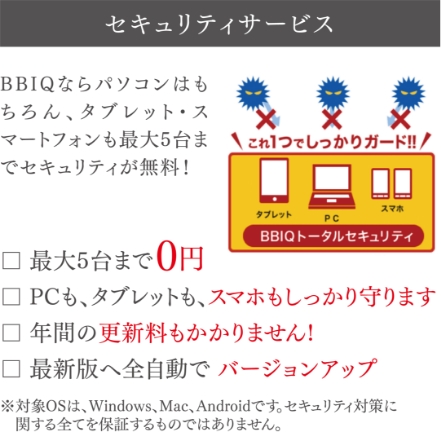 セキュリティサービス
BBIQならパソコンはも
ちろん、タブレット・ス
マートフォンも最大5台ま
でセキュリティが無料！
これ1つでしっかりガード!!
タブレット
PC
スマホ
BBIQトータルセキュリティ
□ 最大5台まで0円
□ PCも、タブレットも、スマホもしっかり守ります
□ 年間の更新料もかかりません!
□ 最新版へ全自動で バージョンアップ
※対象OSは、Windows、Mac、Androidです。セキュリティ対策に
関する全てを保証するものではありません。